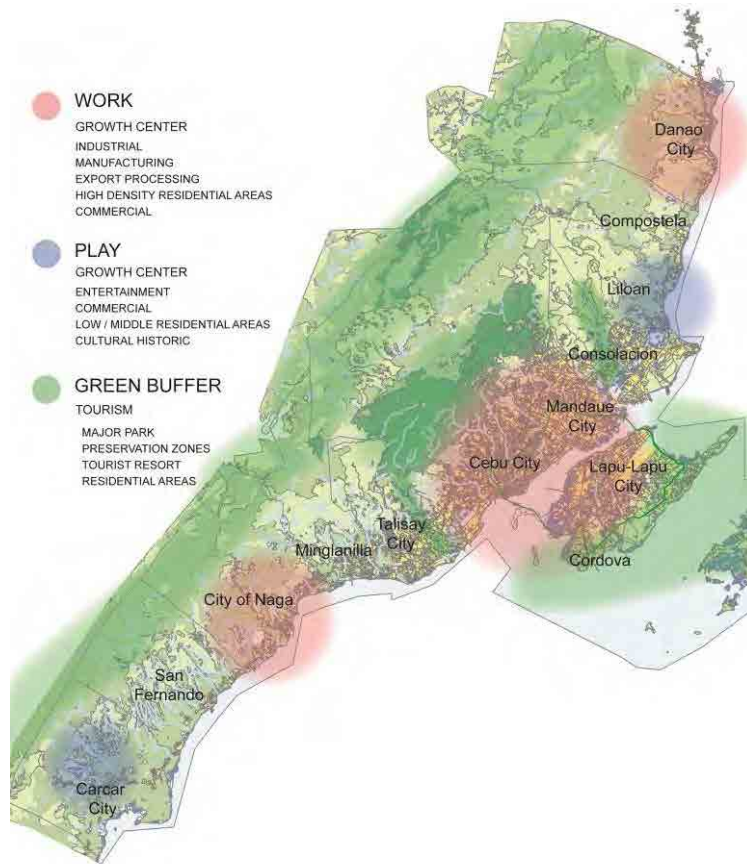 WORK
GROWTH CENTER
INDUSTRIAL
MANUFACTURING
EXPORT PROCESSING
HIGH DENSITY RESIDENTIAL AREAS
COMMERCIAL
PLAY
GROWTH CENTER
ENTERTAINMENT
COMMERCIAL
LOW / MIDDLE RESIDENTIAL AREAS
CULTURAL HISTORIC
GREEN BUFFER
TOURISM
MAJOR PARK
PRESERVATION ZONES
TOURIST RESORT
RESIDENTIAL AREAS
Danao
City
Compostela
Liloan
Consolacion
Mandaue
City
Cebu City
Lapu-Lapu
City
Cordova
Talisay
City
Minglanilla
City of Naga
San
Fernando
Carcar
City